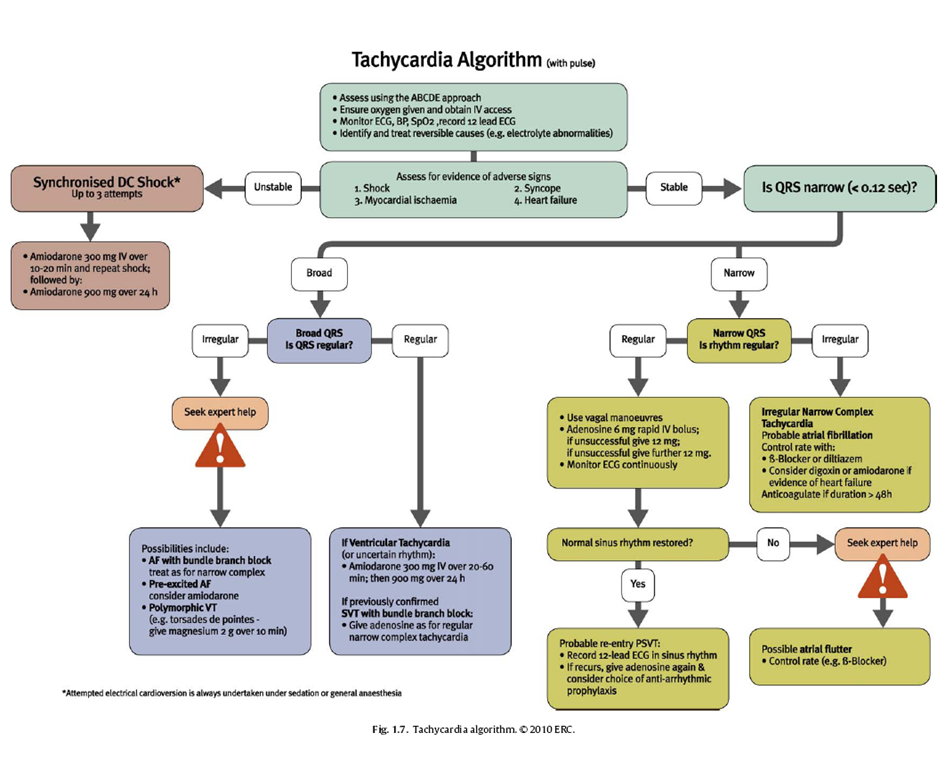 Tachycardia Algorithm (with pulse)
• Assess using the ABCDE approach
• Ensure oxygen given and obtain IV access
• Monitor ECG, BP, SpO2 ,record 12 lead ECG
• Identify and treat reversible causes (e.g. electrolyte abnormalities)
Assess for evidence of adverse signs
1. Shock 2. Syncope
3. Myocardial ischaemia 4. Heart failure
Unstable
Stable
Synchronised DC Shock*
Up to 3 attempts
Is QRS narrow (< 0.12 sec)?
• Amiodarone 300 mg IV over
10-20 min and repeat shock;
followed by:
• Amiodarone 900 mg over 24 h
Broad
Narrow
Irregular
Broad QRS
Is QRS regular?
Regular
Regular
Narrow QRS
Is rhythm regular?
Irregular
Seek expert help
!
• Use vagal manoeuvres
• Adenosine 6 mg rapid IV bolus;
if unsuccessful give 12 mg;
if unsuccessful give further 12 mg.
• Monitor ECG continuously
Irregular Narrow Complex
Tachycardia
Probable atrial fibrillation
Control rate with:
• ß-Blocker or diltiazem
• Consider digoxin or amiodarone if
evidence of heart failure
Anticoagulate if duration > 48h
Possibilities include:
• AF with bundle branch block
treat as for narrow complex
• Pre-excited AF
consider amiodarone
• Polymorphic VT
(e.g. torsades de pointes -
give magnesium 2 g over 10 min)
If Ventricular Tachycardia
(or uncertain rhythm):
• Amiodarone 300 mg IV over 20-60
min; then 900 mg over 24 h
If previously confirmed
SVT with bundle branch block:
• Give adenosine as for regular
narrow complex tachycardia
Normal sinus rhythm restored?
No
Seek expert help
!
Yes
Probable re-entry PSVT:
• Record 12-lead ECG in sinus rhythm
• If recurs, give adenosine again &
consider choice of anti-arrhythmic
prophylaxis
Possible atrial flutter
• Control rate (e.g. ß-Blocker)
*Attempted electrical cardioversion is always undertaken under sedation or general anaesthesia
Fig. 1.7. Tachycardia algorithm. © 2010 ERC.